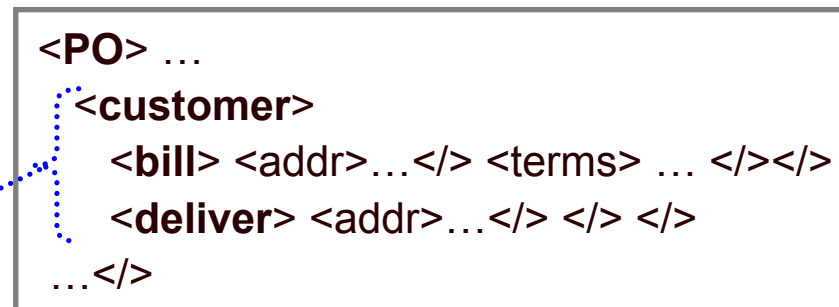 <PO> …
<customer>
<bill> <addr>…</> <terms> … </></>
<deliver> <addr>…</> </> </>
…</>